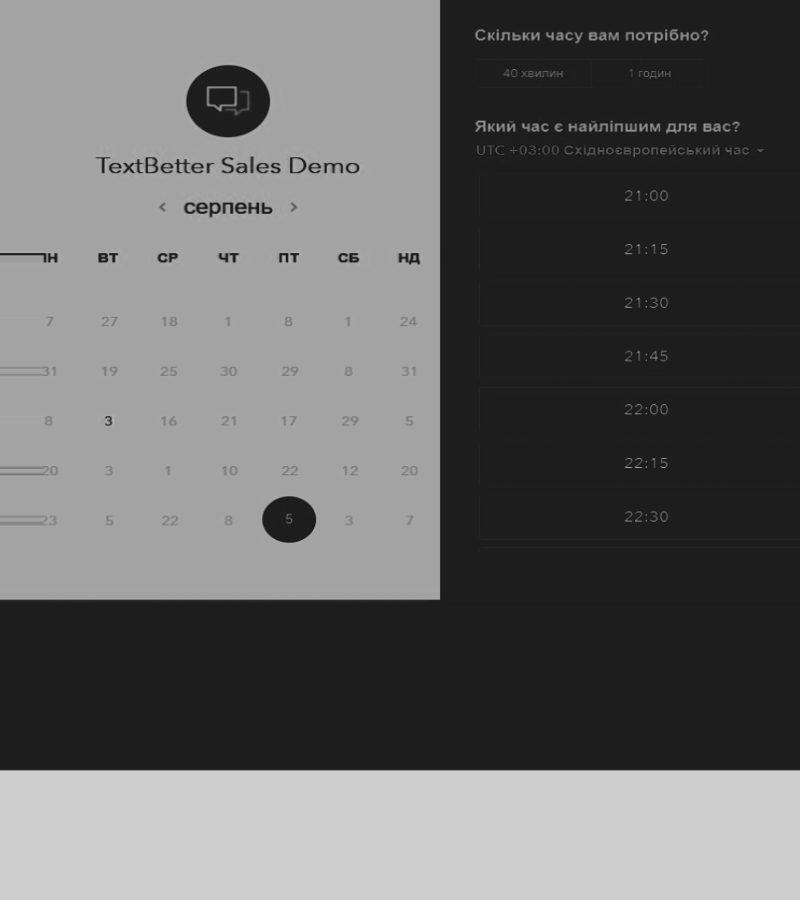 TextBetter Sales Demo
< серпень >
ВТ СР ЧТ ПТ СБ НД
7 27 18 1 8 1 24
31 19 25 30 29 8 31
8 3 16 21 17 29 5
20 3 1 10 22 12 20
23 5 22 8 5 3 7
Скільки часу вам потрібно?
40 хвилин 1 годин
Який час є найліпшим для вас?
UTC +03:00 Східноєвропейський час
21:00
21:15
21:30
21:45
22:00
22:15
22:30